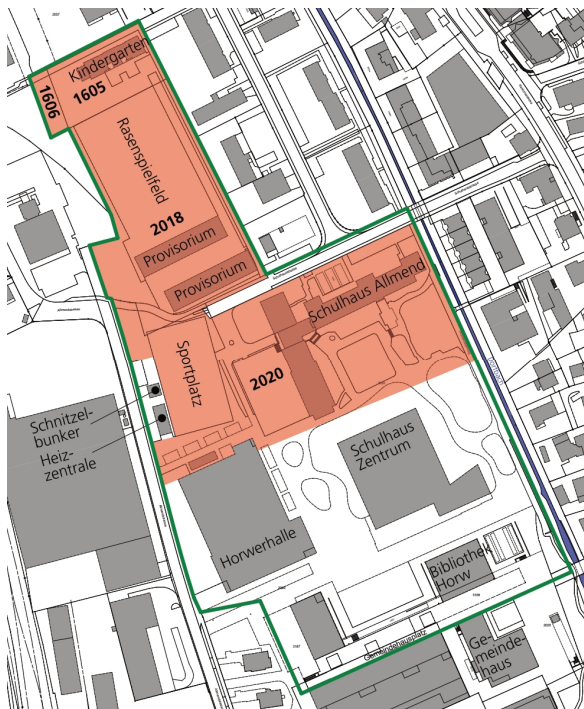 Kindergarten
1606
1605
Rasenspielfeld
2018
Provisorium
Provisorium
Schulhaus Allmend
Sportplatz
2020
Schnitzel-
bunker
Heiz-
zentrale
Schulhaus
Zentrum
Horwerhalle
Bibliothek
Horw
Gemeindehausplatz
Ge-
meinde-
haus